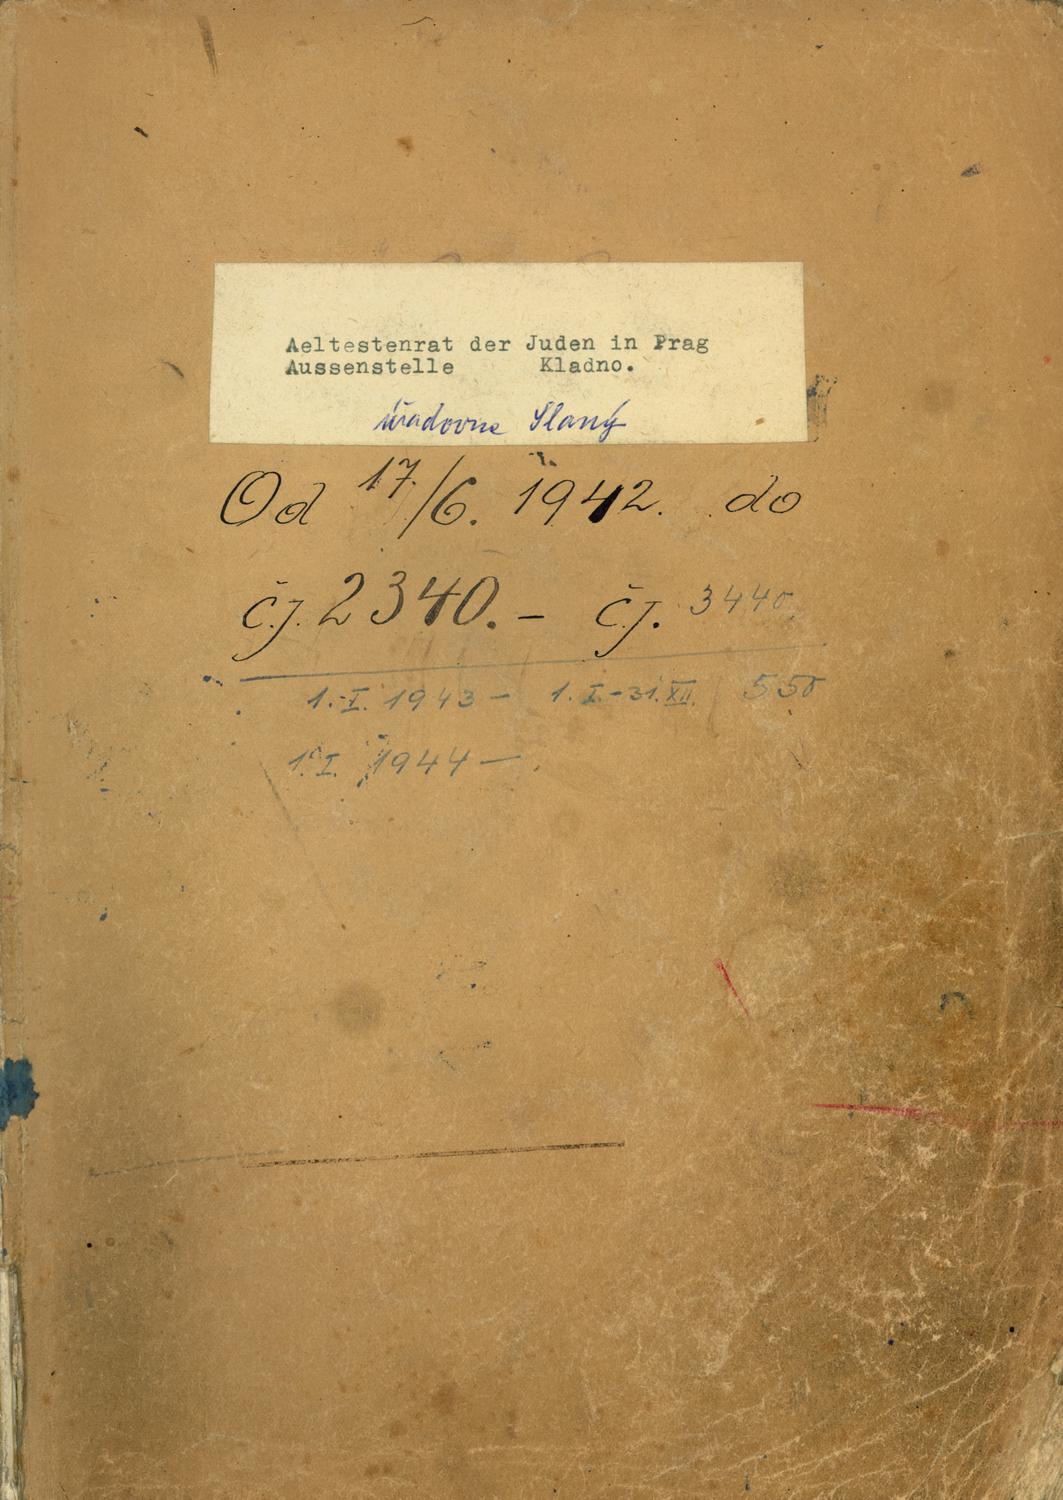 Aeltestenrat der Juden in Prag
Aussenstelle Kladno.
úřadovna Slaný
Od 17./6. 1942. do
č.j. 2340. - č.j. 3440
1.-I. 1943 - 1.I.-31.XII. 550
1.I. 1944 -